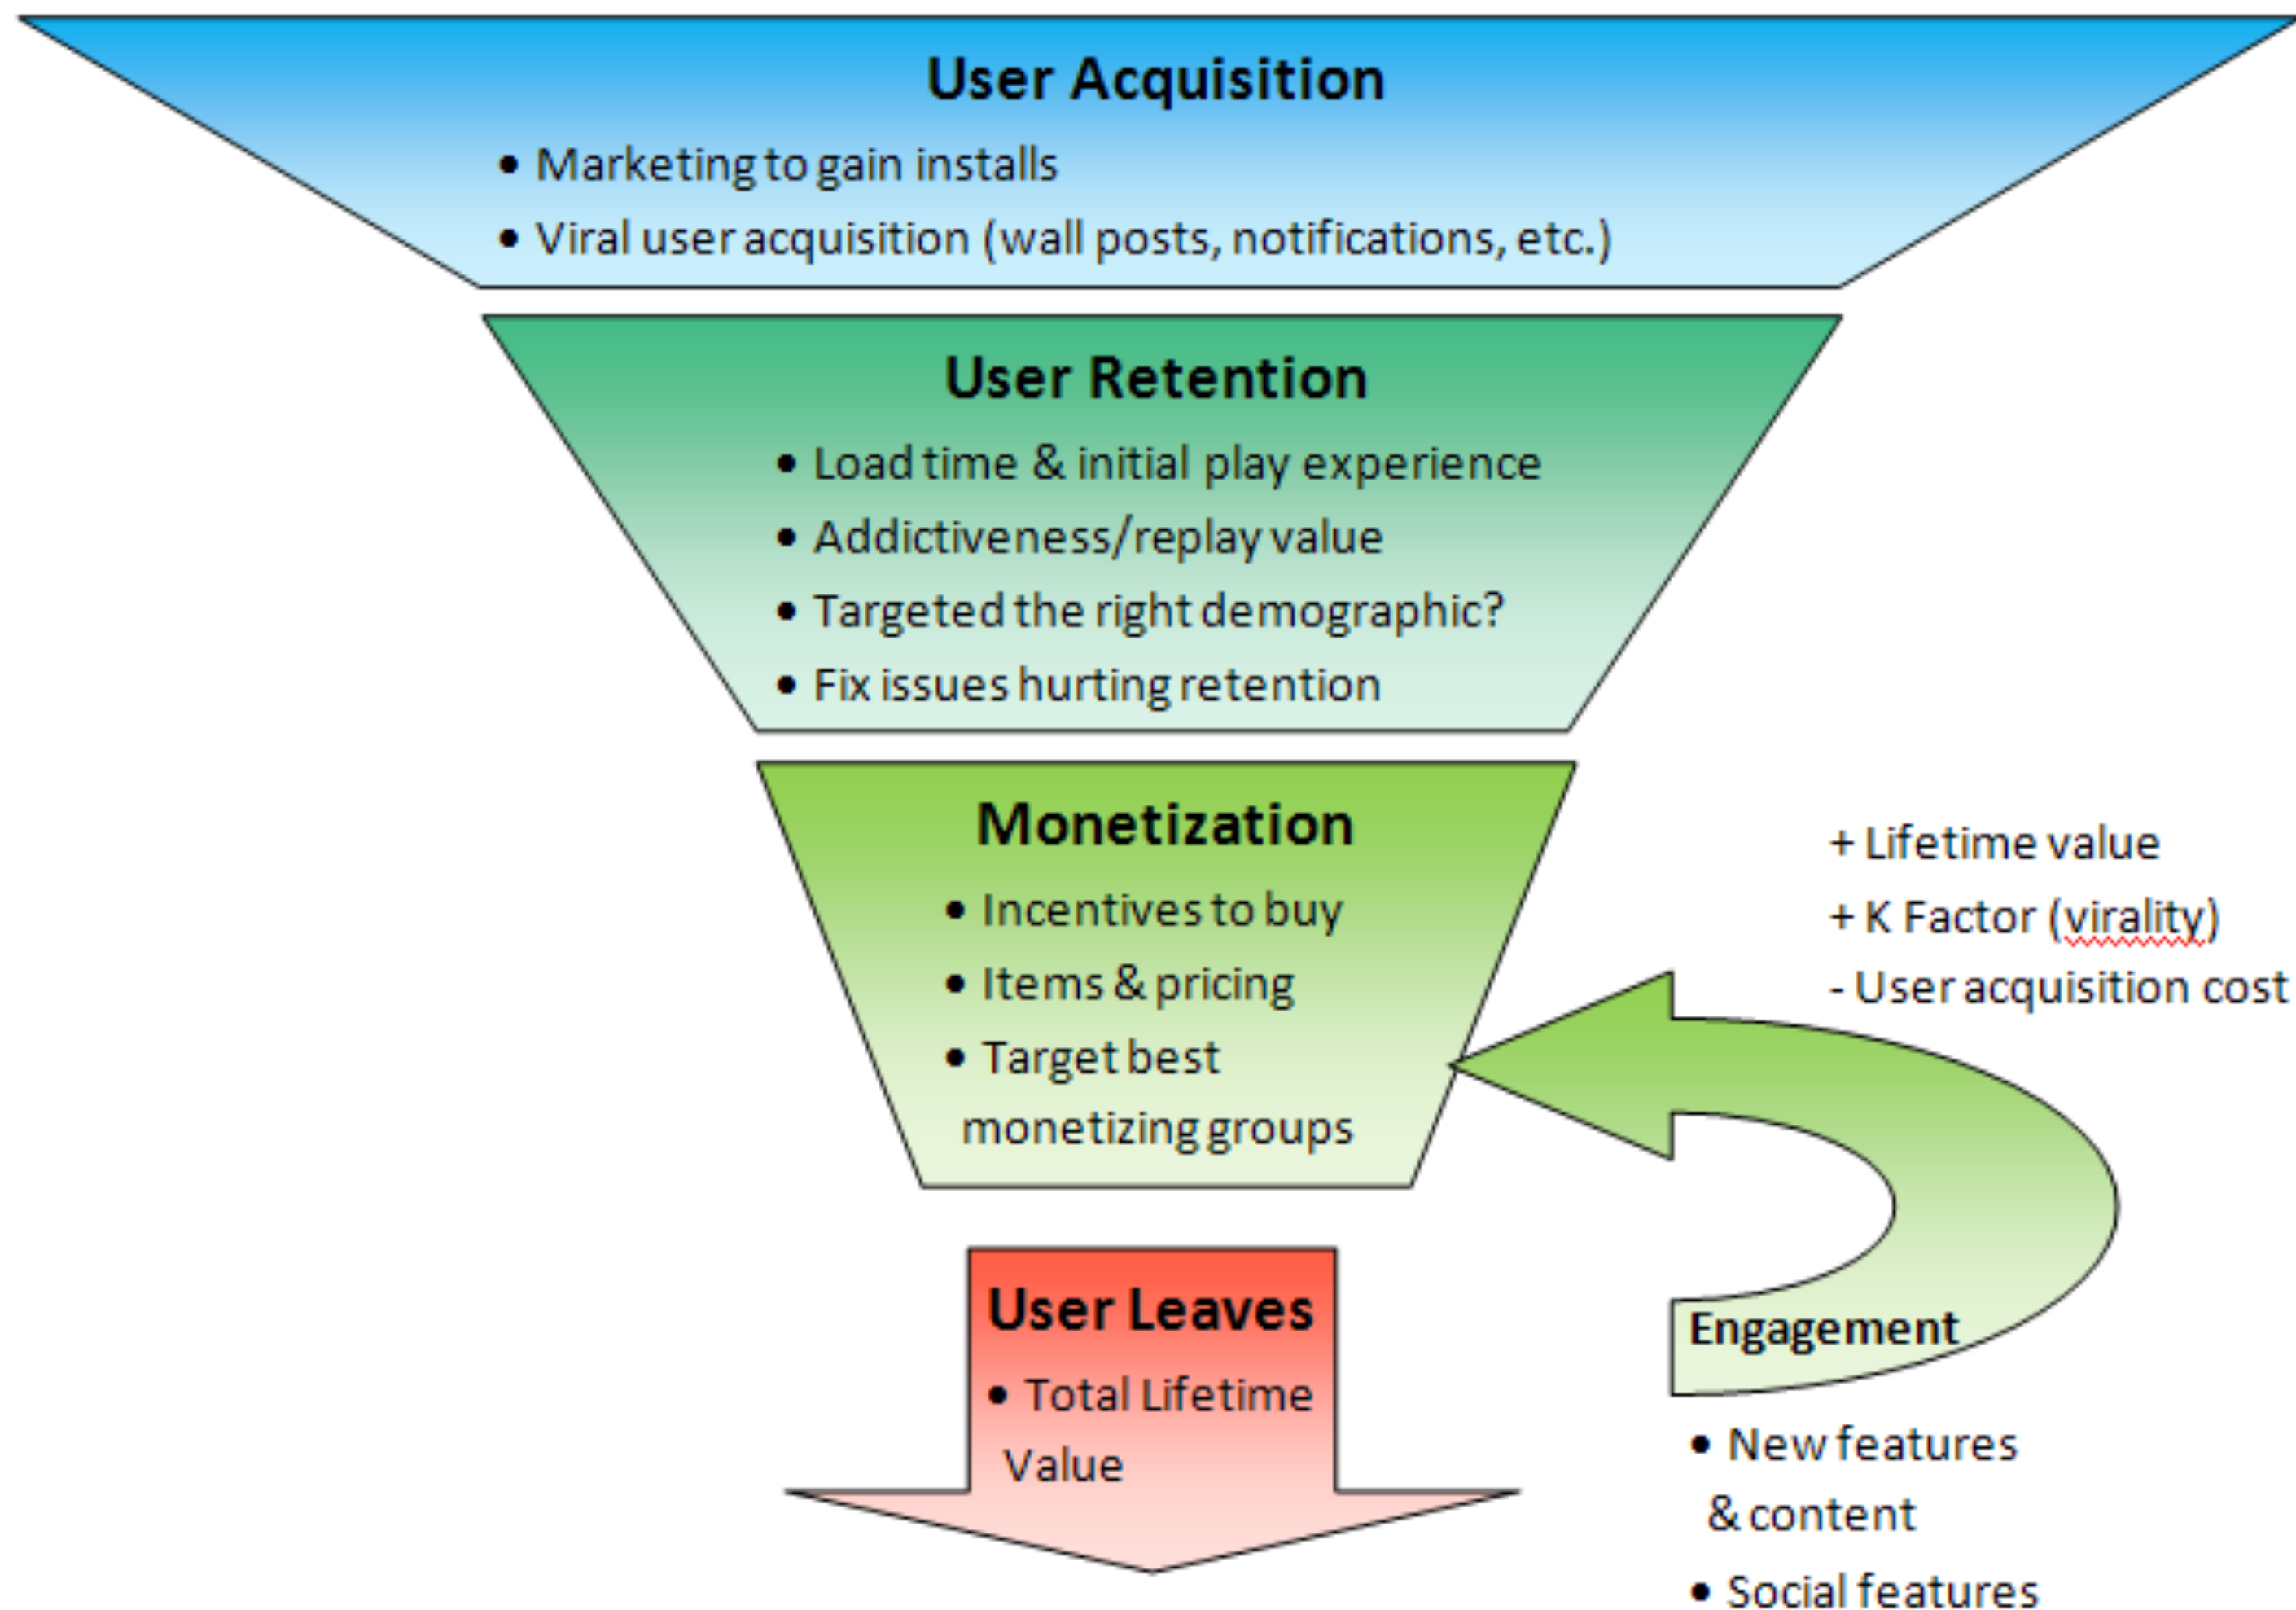 User Acquisition
• Marketing to gain installs
• Viral user acquisition (wall posts, notifications, etc.)
User Retention
• Load time & initial play experience
• Addictiveness/replay value
• Targeted the right demographic?
• Fix issues hurting retention
Monetization
• Incentives to buy
• Items & pricing
• Target best
monetizing groups
+ Lifetime value
+ K Factor (virality)
- User acquisition cost
Engagement
• New features
& content
• Social features
User Leaves
• Total Lifetime
Value